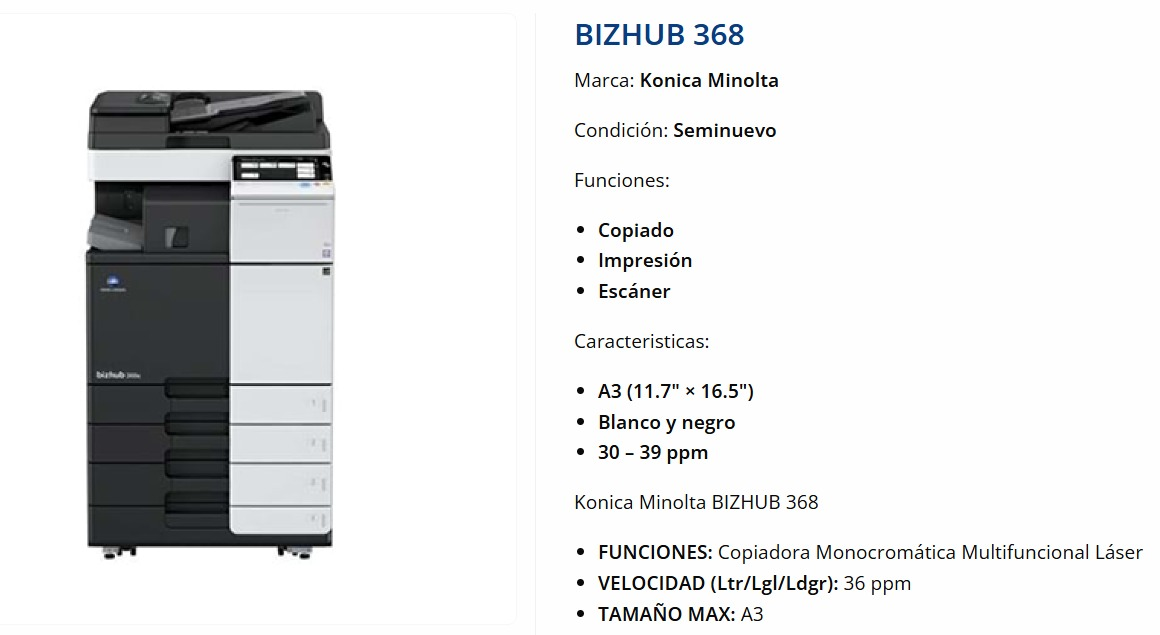 BIZHUB 368
Marca: Konica Minolta
Condición: Seminuevo
Funciones:
Copiado
Impresión
Escáner
Caracteristicas:
A3 (11.7" × 16.5")
Blanco y negro
30 – 39 ppm
Konica Minolta BIZHUB 368
FUNCIONES: Copiadora Monocromática Multifuncional Láser
VELOCIDAD (Ltr/Lgl/Ldgr): 36 ppm
TAMAÑO MAX: A3
bizhub